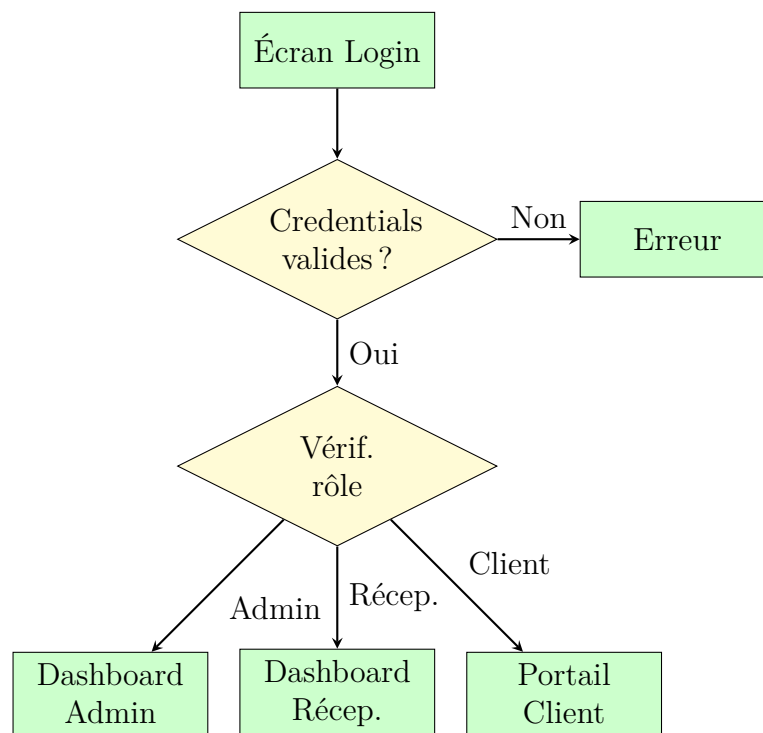 Écran Login
Credentials
valides ?
Non
Erreur
Oui
Vérif.
rôle
Client
Récep.
Admin
Dashboard
Admin
Dashboard
Récep.
Portail
Client